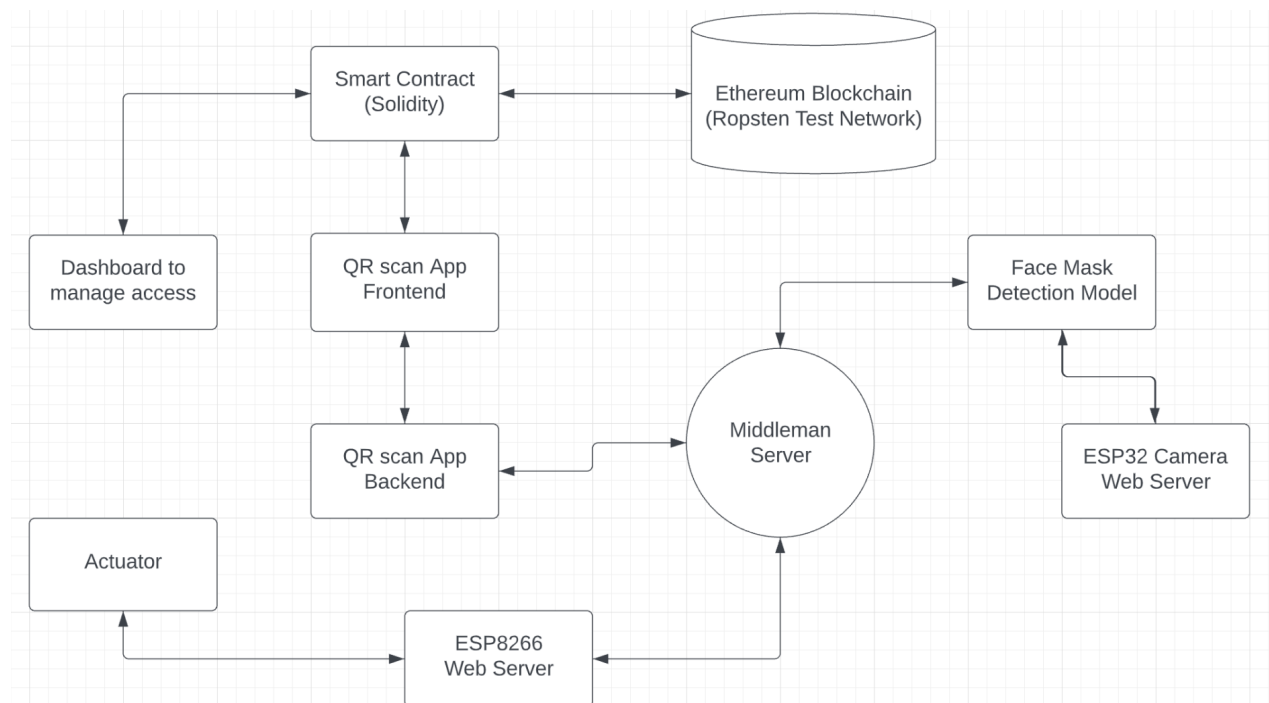 Smart Contract
(Solidity)
Ethereum Blockchain
(Ropsten Test Network)
Dashboard to
manage access
QR scan App
Frontend
Face Mask
Detection Model
QR scan App
Backend
Middleman
Server
ESP32 Camera
Web Server
Actuator
ESP8266
Web Server